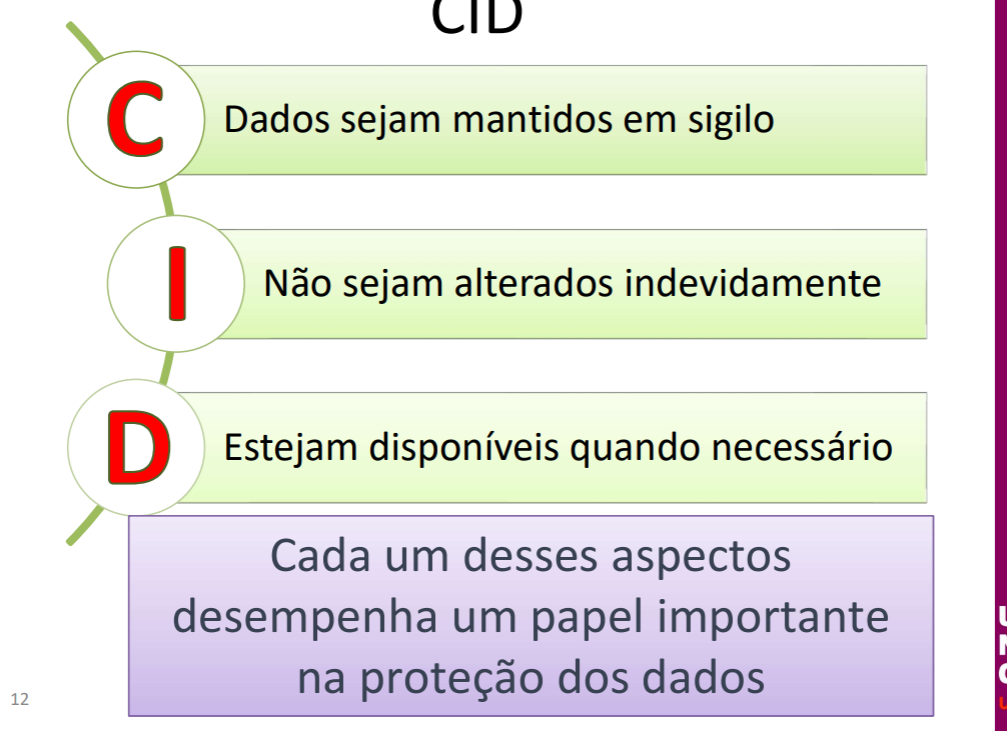 CID
C
Dados sejam mantidos em sigilo
I
Não sejam alterados indevidamente
D
Estejam disponíveis quando necessário
Cada um desses aspectos
desempenha um papel importante
na proteção dos dados
12